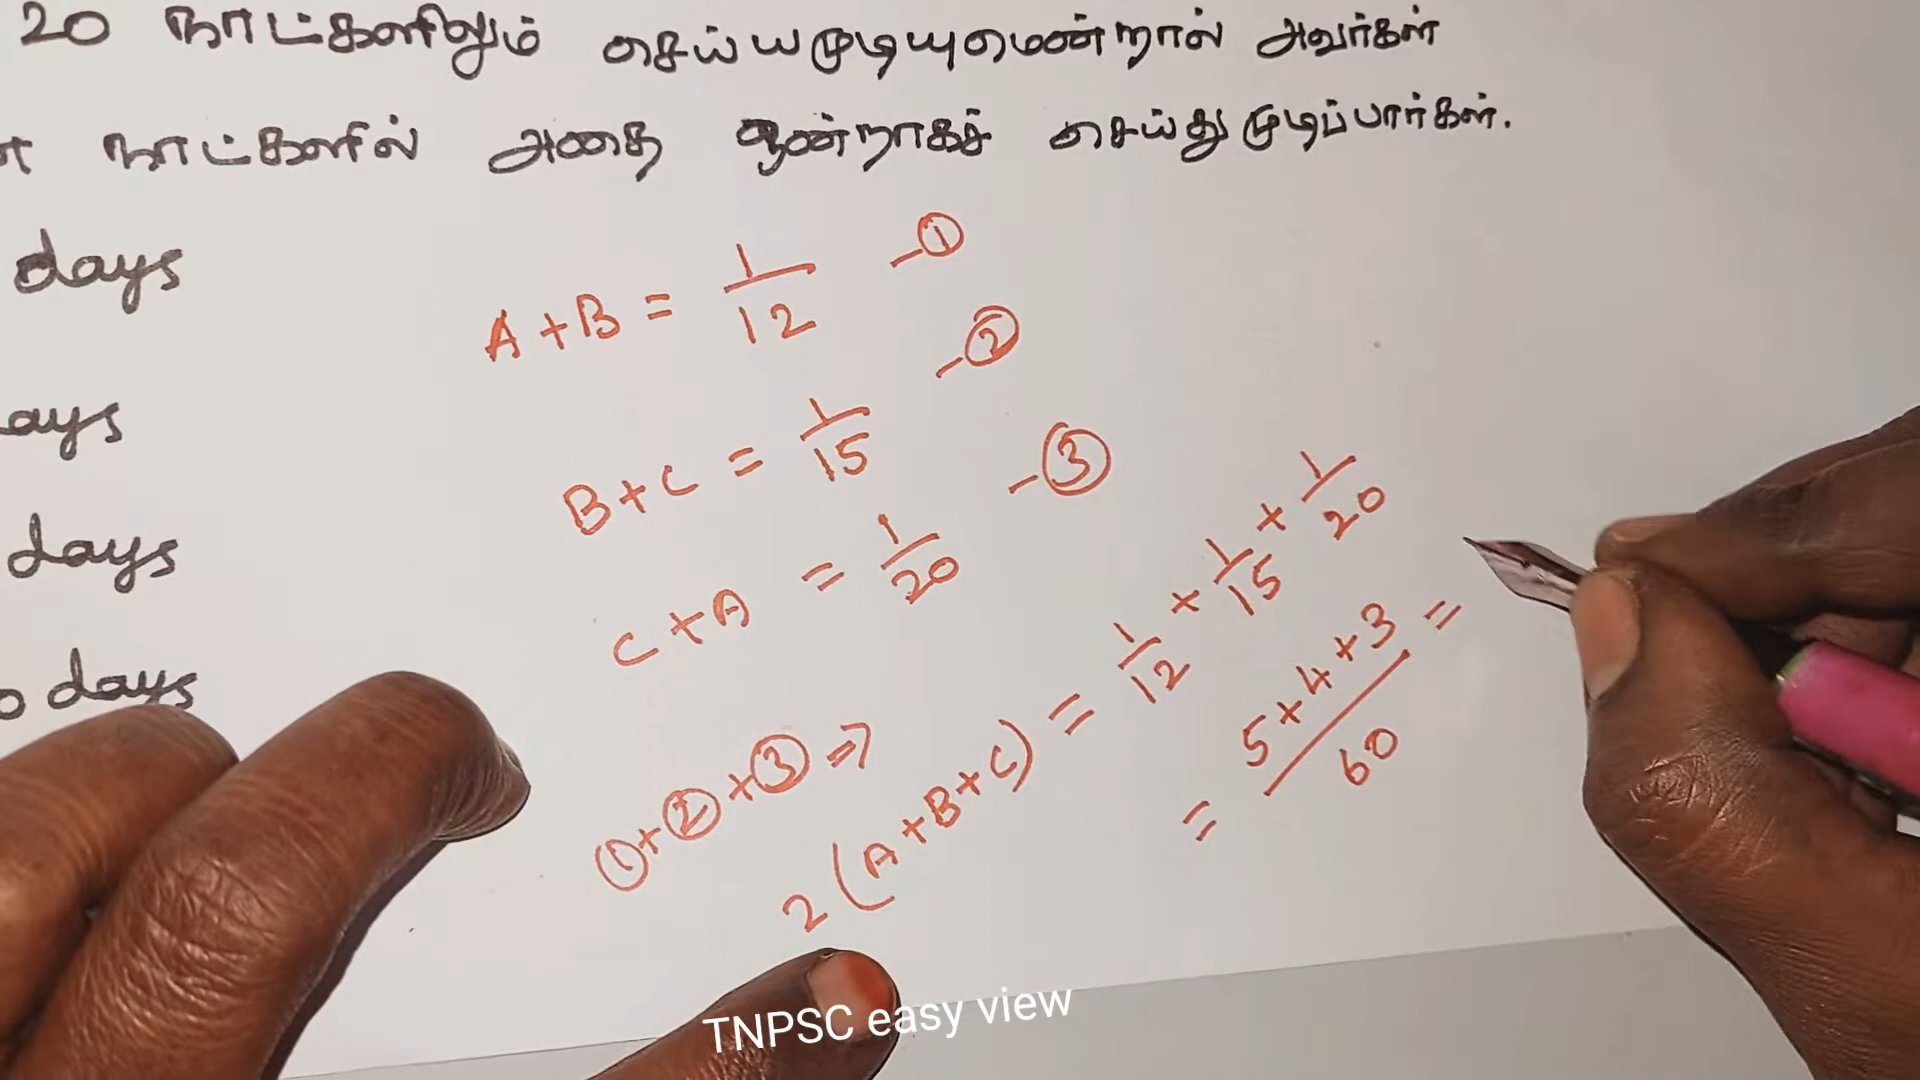 20 நாட்களிலும் செய்யமுடியுமென்றால் அவர்கள்
நாட்களில் அதை ஒன்றாகச் செய்து முடிப்பார்கள்.
days
A + B = 1/12 - ①
ays
B + C = 1/15 - ②
days
C + A = 1/20 - ③
0 days
① + ② + ③ ⇒
2 (A + B + C) = 1/12 + 1/15 + 1/20
= 5 + 4 + 3 / 60 =
TNPSC easy view